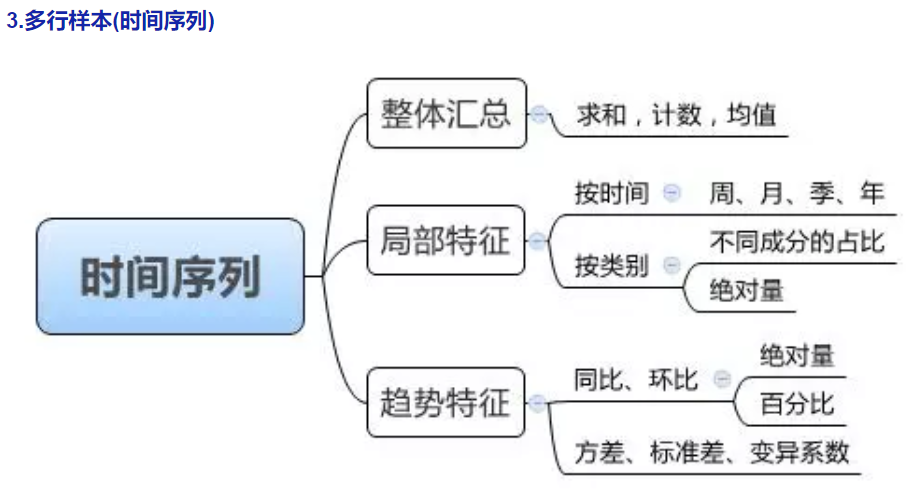 3.多行样本(时间序列)
时间序列
整体汇总
求和，计数，均值
局部特征
按时间
周、月、季、年
按类别
不同成分的占比
绝对量
趋势特征
同比、环比
绝对量
百分比
方差、标准差、变异系数